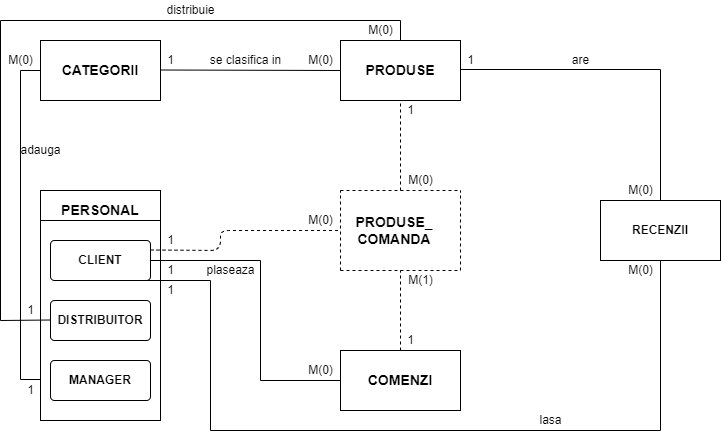 distribuie
M(0)
M(0)
CATEGORII
1
se clasifica in
M(0)
PRODUSE
1
are
1
adauga
M(0)
M(0)
PERSONAL
M(0)
PRODUSE_
COMANDA
RECENZII
1
CLIENT
1
plaseaza
M(0)
M(1)
1
1
DISTRIBUITOR
1
M(0)
MANAGER
COMENZI
1
lasa